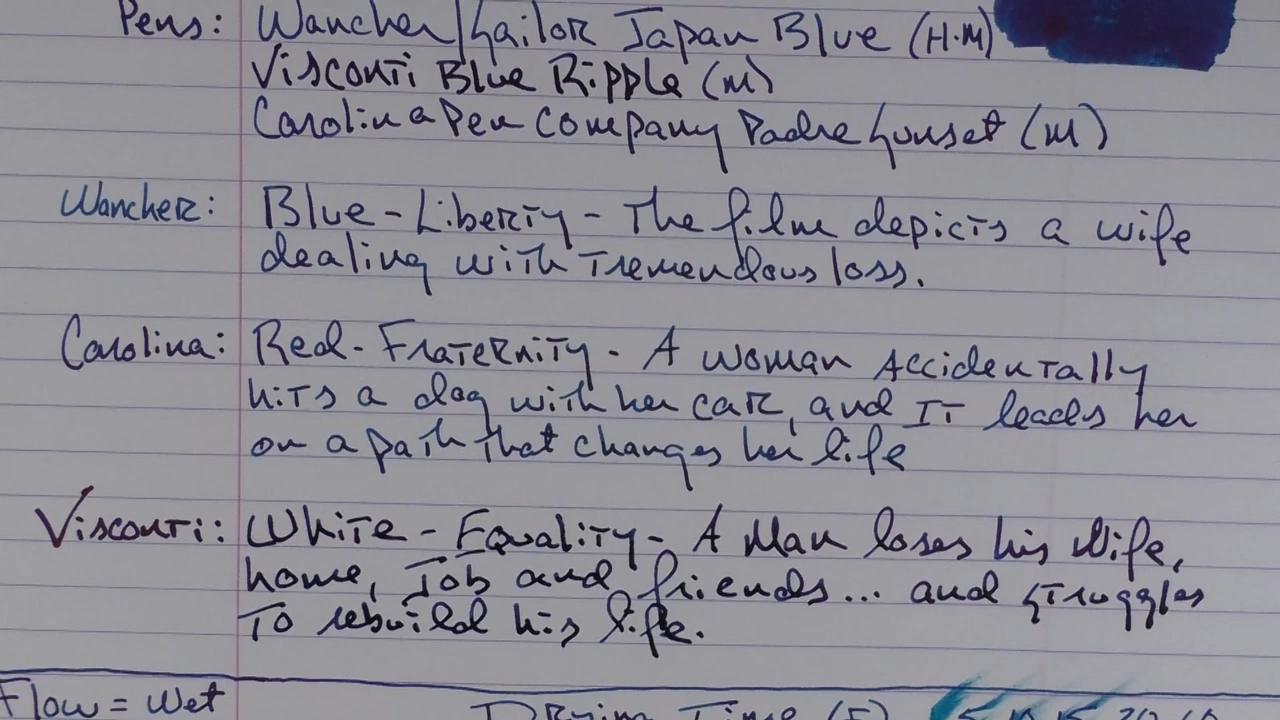 Pens: Wancher/Sailor Japan Blue (H·M)
Visconti Blue Ripple (M)
Carolina Pen Company Padre Sunset (M)
Wancher: Blue - Liberty - The film depicts a wife
dealing with tremendous loss.
Carolina: Red - Fraternity - A woman accidentally
hits a dog with her car, and it leads her
on a path that changes her life
Visconti: White - Equality - A Man loses his Wife,
home, Job and friends... and struggles
To rebuild his life.
Flow = Wet Drying Time (F)